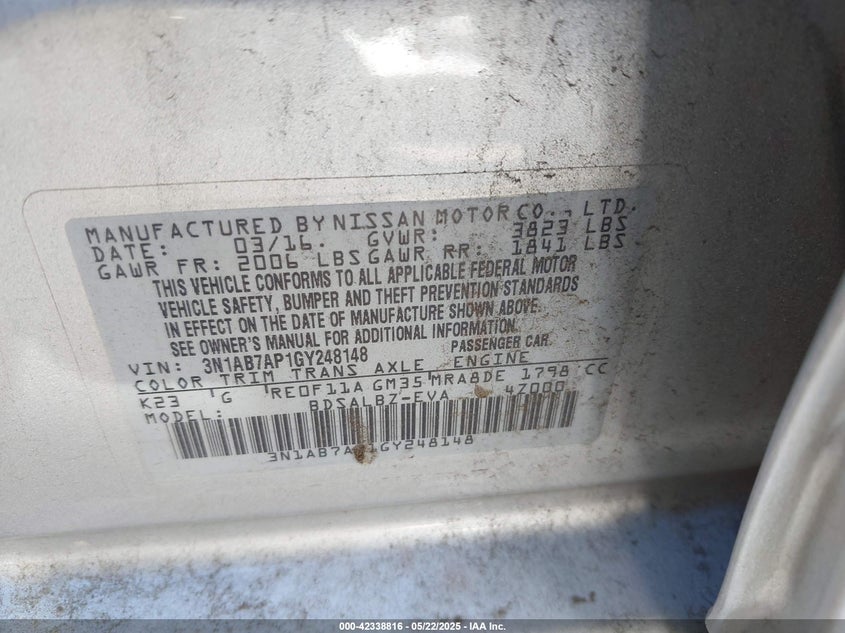 MANUFACTURED BY NISSAN MOTOR CO., LTD.
DATE: 03/16. GVWR: 3823 LBS
GAWR FR: 2006 LBS GAWR RR: 1841 LBS
THIS VEHICLE CONFORMS TO ALL APPLICABLE FEDERAL MOTOR
VEHICLE SAFETY, BUMPER AND THEFT PREVENTION STANDARDS
IN EFFECT ON THE DATE OF MANUFACTURE SHOWN ABOVE.
SEE OWNER'S MANUAL FOR ADDITIONAL INFORMATION.
VIN: 3N1AB7AP1GY248148 PASSENGER CAR.
COLOR TRIM TRANS AXLE ENGINE
K23 G RE0F11A GM35 MRA8DE 1798 CC
MODEL: BDSALBZ-EVA 4Z000
3N1AB7AP1GY248148
000-42338816 - 05/22/2025 - IAA Inc.